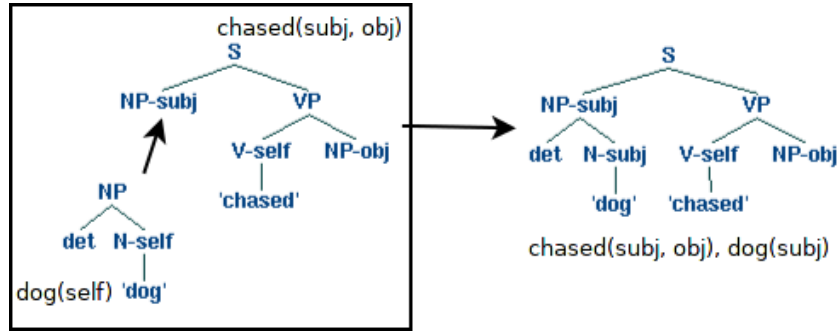 chased(subj, obj)
S
NP-subj VP
V-self NP-obj
'chased'
NP
det N-self
dog(self) 'dog'
S
NP-subj VP
det N-subj V-self NP-obj
'dog' 'chased'
chased(subj, obj), dog(subj)